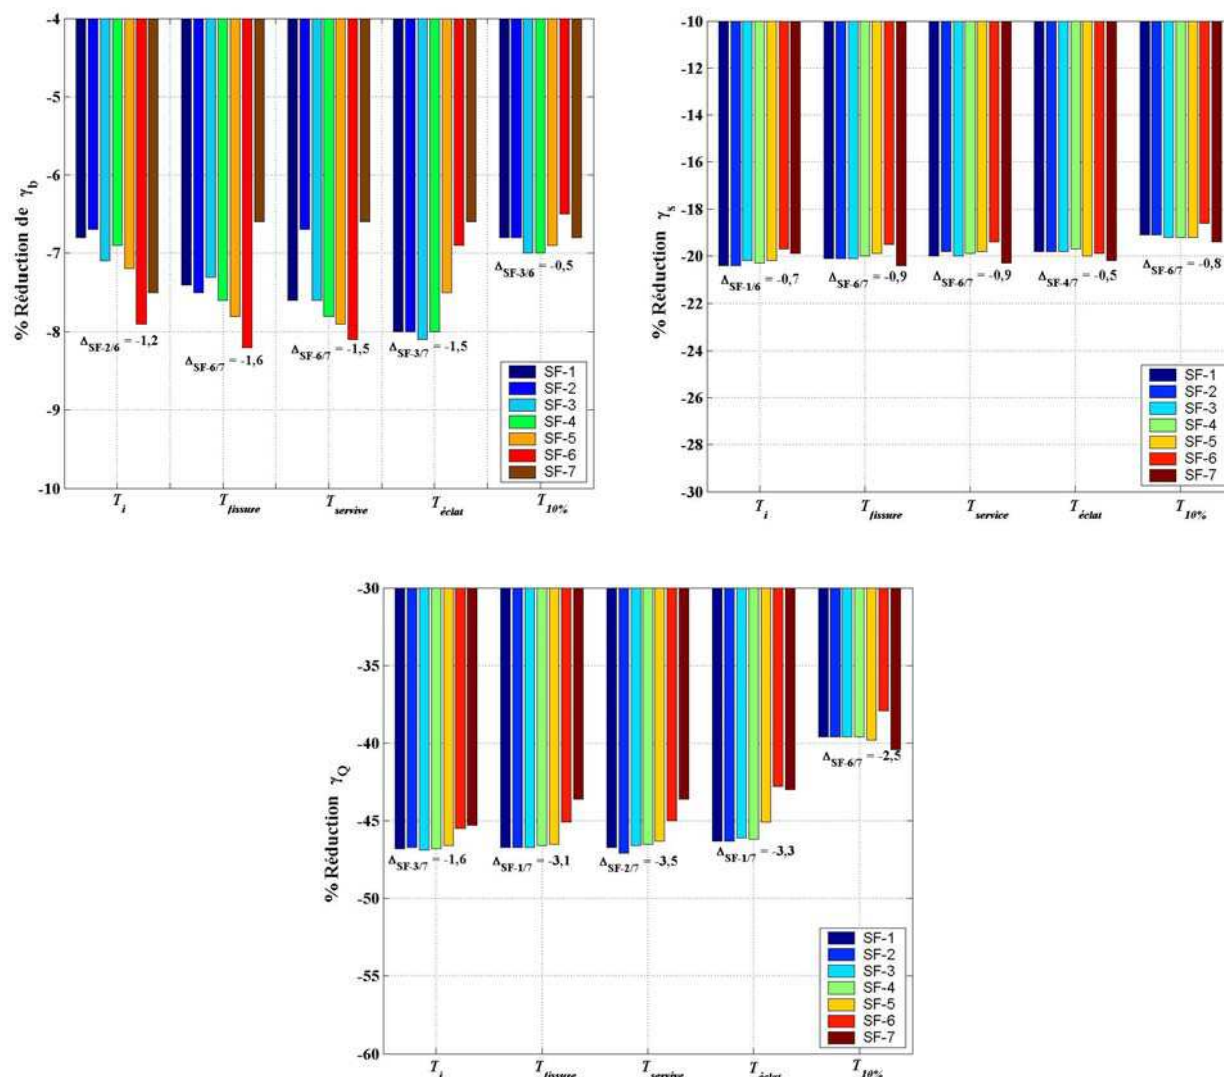 % Réduction de γb
-4
-5
-6
-7
-8
-9
-10
ΔSF-2/6 = -1,2
ΔSF-6/7 = -1,6
ΔSF-6/7 = -1,5
ΔSF-3/7 = -1,5
ΔSF-3/6 = -0,5
SF-1
SF-2
SF-3
SF-4
SF-5
SF-6
SF-7
Ti
Tfissure
Tservive
Téclat
T10%
% Réduction γs
-10
-12
-14
-16
-18
-20
-22
-24
-26
-28
-30
ΔSF-1/6 = -0,7
ΔSF-6/7 = -0,9
ΔSF-6/7 = -0,9
ΔSF-4/7 = -0,5
ΔSF-6/7 = -0,8
SF-1
SF-2
SF-3
SF-4
SF-5
SF-6
SF-7
Ti
Tfissure
Tservice
Téclat
T10%
% Réduction γQ
-30
-35
-40
-45
-50
-55
-60
ΔSF-3/7 = -1,6
ΔSF-1/7 = -3,1
ΔSF-2/7 = -3,5
ΔSF-1/7 = -3,3
ΔSF-6/7 = -2,5
SF-1
SF-2
SF-3
SF-4
SF-5
SF-6
SF-7
Ti
Tfissure
Tservive
Téclat
T10%